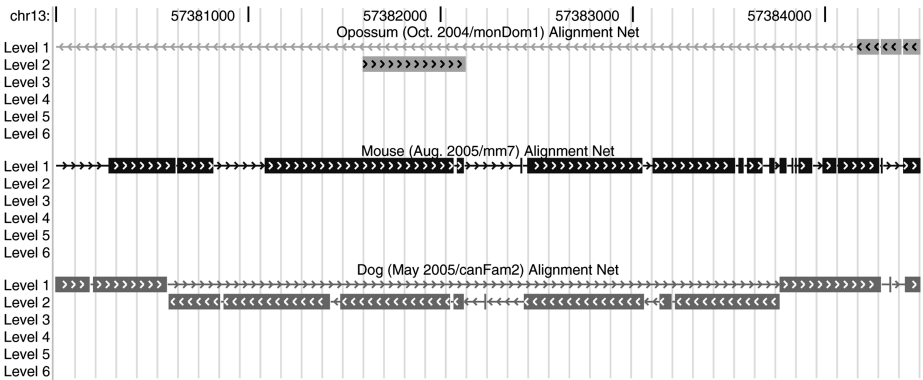 chr13: 57381000 57382000 57383000 57384000
Opossum (Oct. 2004/monDom1) Alignment Net
Level 1
Level 2
Level 3
Level 4
Level 5
Level 6
Mouse (Aug. 2005/mm7) Alignment Net
Level 1
Level 2
Level 3
Level 4
Level 5
Level 6
Dog (May 2005/canFam2) Alignment Net
Level 1
Level 2
Level 3
Level 4
Level 5
Level 6